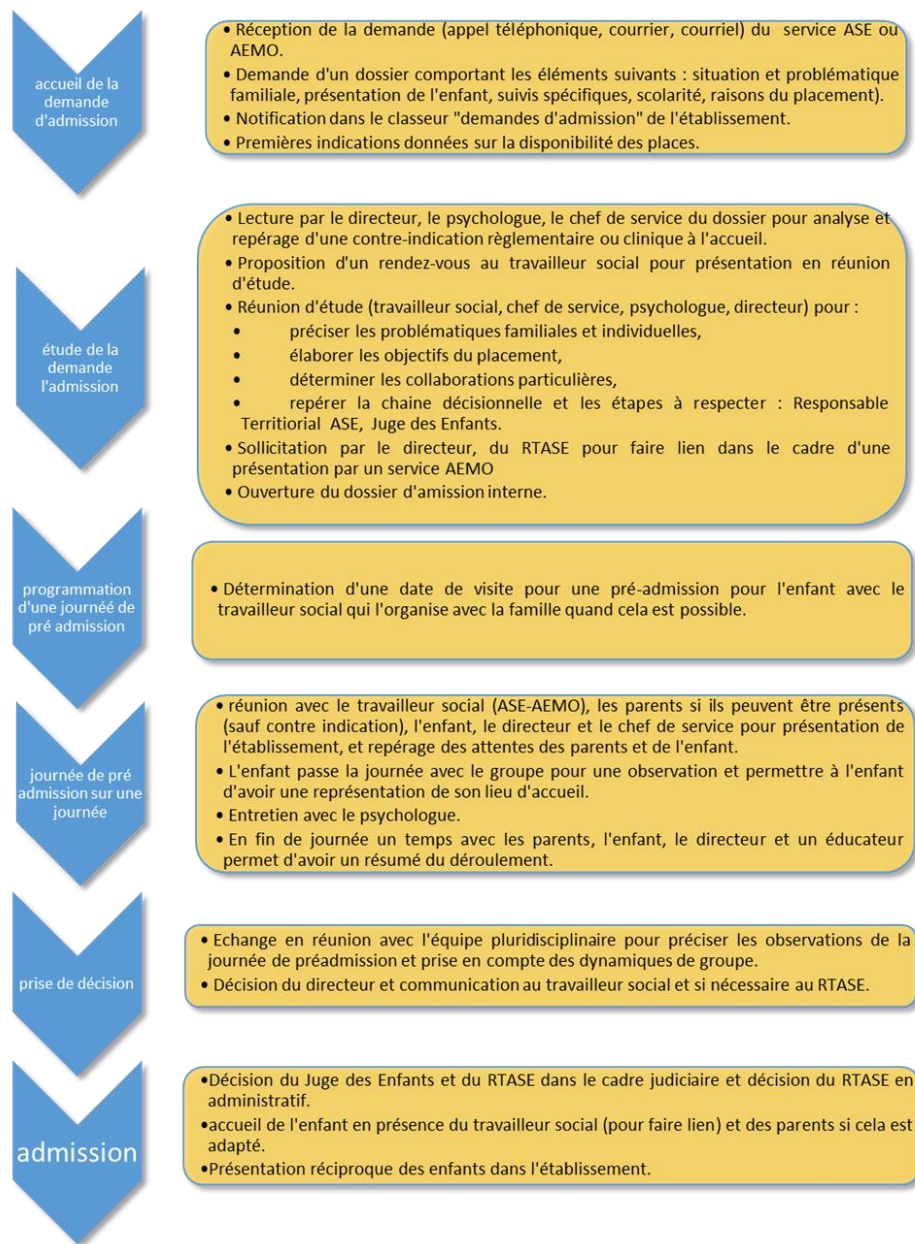 accueil de la
demande
d'admission
• Réception de la demande (appel téléphonique, courrier, courriel) du service ASE ou
AEMO.
• Demande d'un dossier comportant les éléments suivants : situation et problématique
familiale, présentation de l'enfant, suivis spécifiques, scolarité, raisons du placement).
• Notification dans le classeur "demandes d'admission" de l'établissement.
• Premières indications données sur la disponibilité des places.
étude de la
demande
l'admission
• Lecture par le directeur, le psychologue, le chef de service du dossier pour analyse et
repérage d'une contre-indication règlementaire ou clinique à l'accueil.
• Proposition d'un rendez-vous au travailleur social pour présentation en réunion
d'étude.
• Réunion d'étude (travailleur social, chef de service, psychologue, directeur) pour :
• préciser les problématiques familiales et individuelles,
• élaborer les objectifs du placement,
• déterminer les collaborations particulières,
• repérer la chaine décisionnelle et les étapes à respecter : Responsable
Territiorial ASE, Juge des Enfants.
• Sollicitation par le directeur, du RTASE pour faire lien dans le cadre d'une
présentation par un service AEMO
• Ouverture du dossier d'amission interne.
programmation
d'une journéé de
pré admission
• Détermination d'une date de visite pour une pré-admission pour l'enfant avec le
travailleur social qui l'organise avec la famille quand cela est possible.
journée de pré
admission sur une
journée
• réunion avec le travailleur social (ASE-AEMO), les parents si ils peuvent être présents
(sauf contre indication), l'enfant, le directeur et le chef de service pour présentation de
l'établissement, et repérage des attentes des parents et de l'enfant.
• L'enfant passe la journée avec le groupe pour une observation et permettre à l'enfant
d'avoir une représentation de son lieu d'accueil.
• Entretien avec le psychologue.
• En fin de journée un temps avec les parents, l'enfant, le directeur et un éducateur
permet d'avoir un résumé du déroulement.
prise de décision
• Echange en réunion avec l'équipe pluridisciplinaire pour préciser les observations de la
journée de préadmission et prise en compte des dynamiques de groupe.
• Décision du directeur et communication au travailleur social et si nécessaire au RTASE.
admission
•Décision du Juge des Enfants et du RTASE dans le cadre judiciaire et décision du RTASE en
administratif.
•accueil de l'enfant en présence du travailleur social (pour faire lien) et des parents si cela est
adapté.
•Présentation réciproque des enfants dans l'établissement.